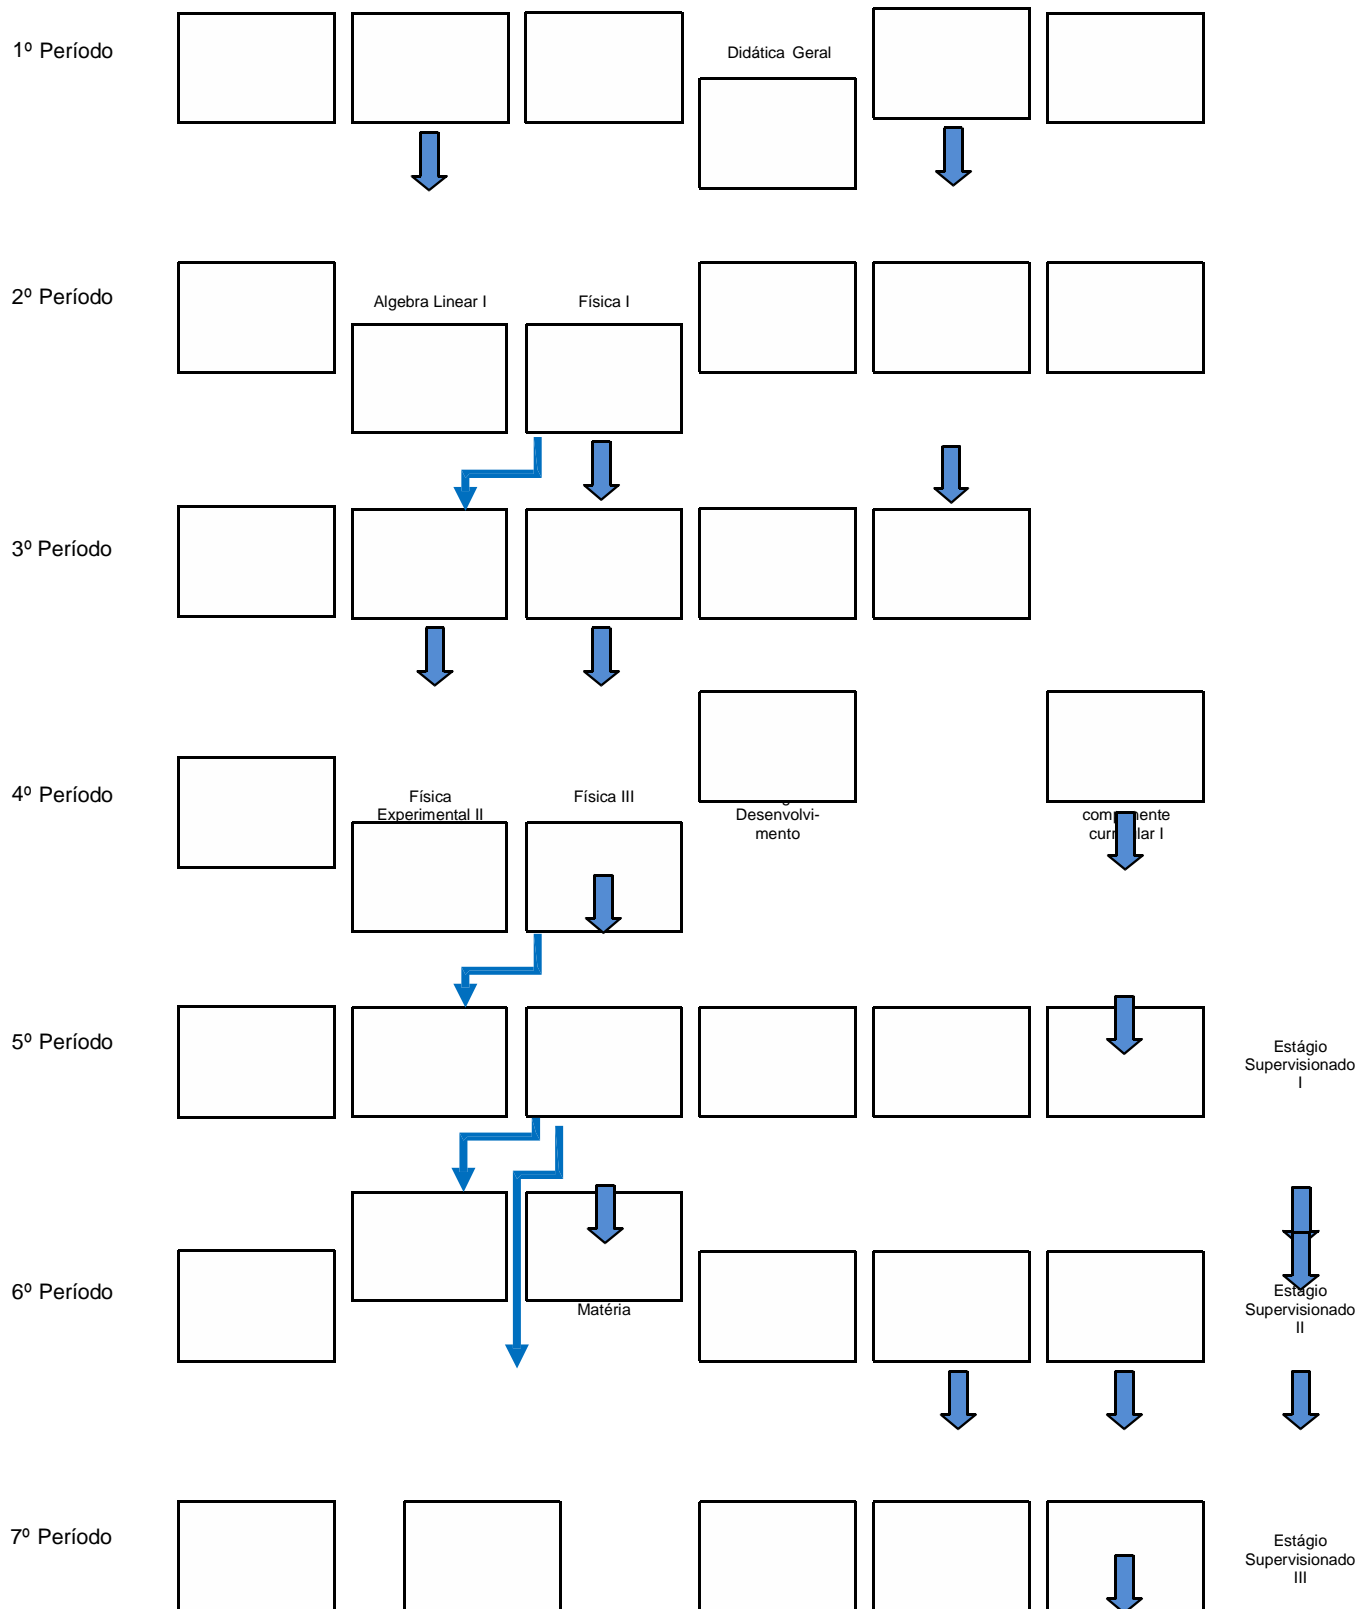 1º Período
Didática Geral
2º Período
Algebra Linear I
Física I
3º Período
4º Período
Física
Experimental II
Física III
Desenvolvi-
mento
curricular I
5º Período
Estágio
Supervisionado
I
6º Período
Matéria
Estágio
Supervisionado
II
7º Período
Estágio
Supervisionado
III